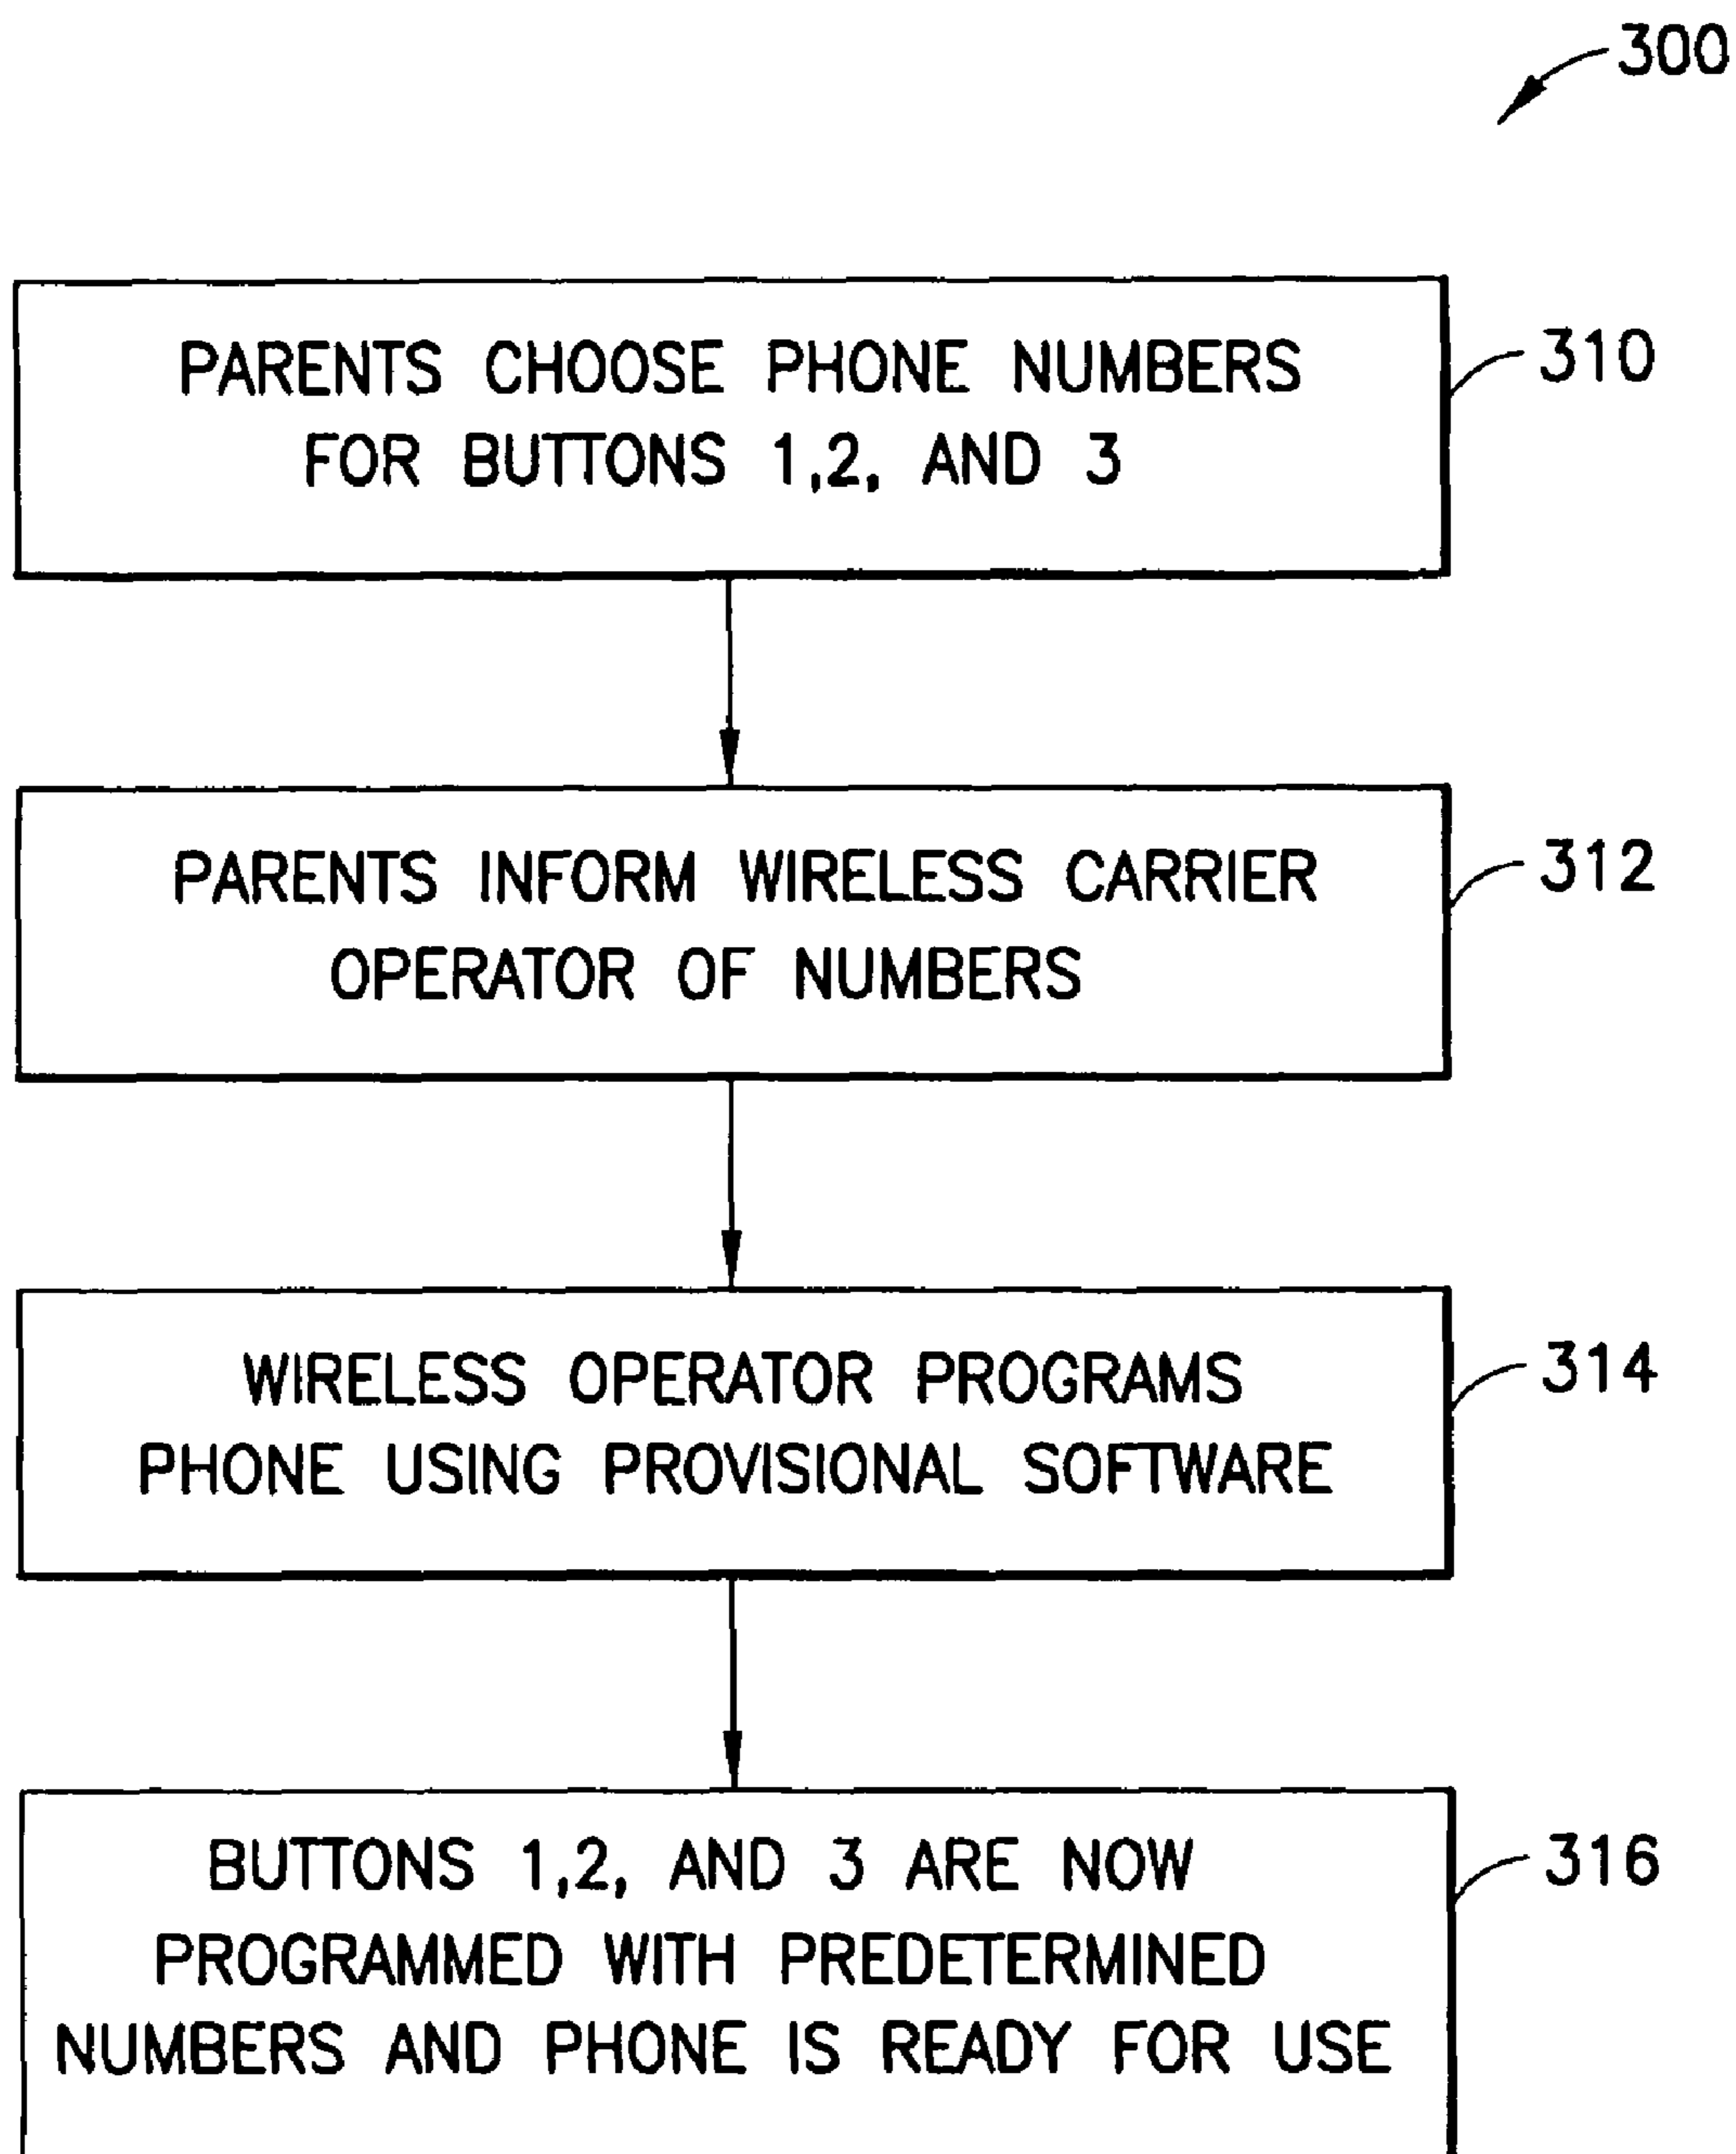 300
PARENTS CHOOSE PHONE NUMBERS
FOR BUTTONS 1,2, AND 3
310
PARENTS INFORM WIRELESS CARRIER
OPERATOR OF NUMBERS
312
WIRELESS OPERATOR PROGRAMS
PHONE USING PROVISIONAL SOFTWARE
314
BUTTONS 1,2, AND 3 ARE NOW
PROGRAMMED WITH PREDETERMINED
NUMBERS AND PHONE IS READY FOR USE
316